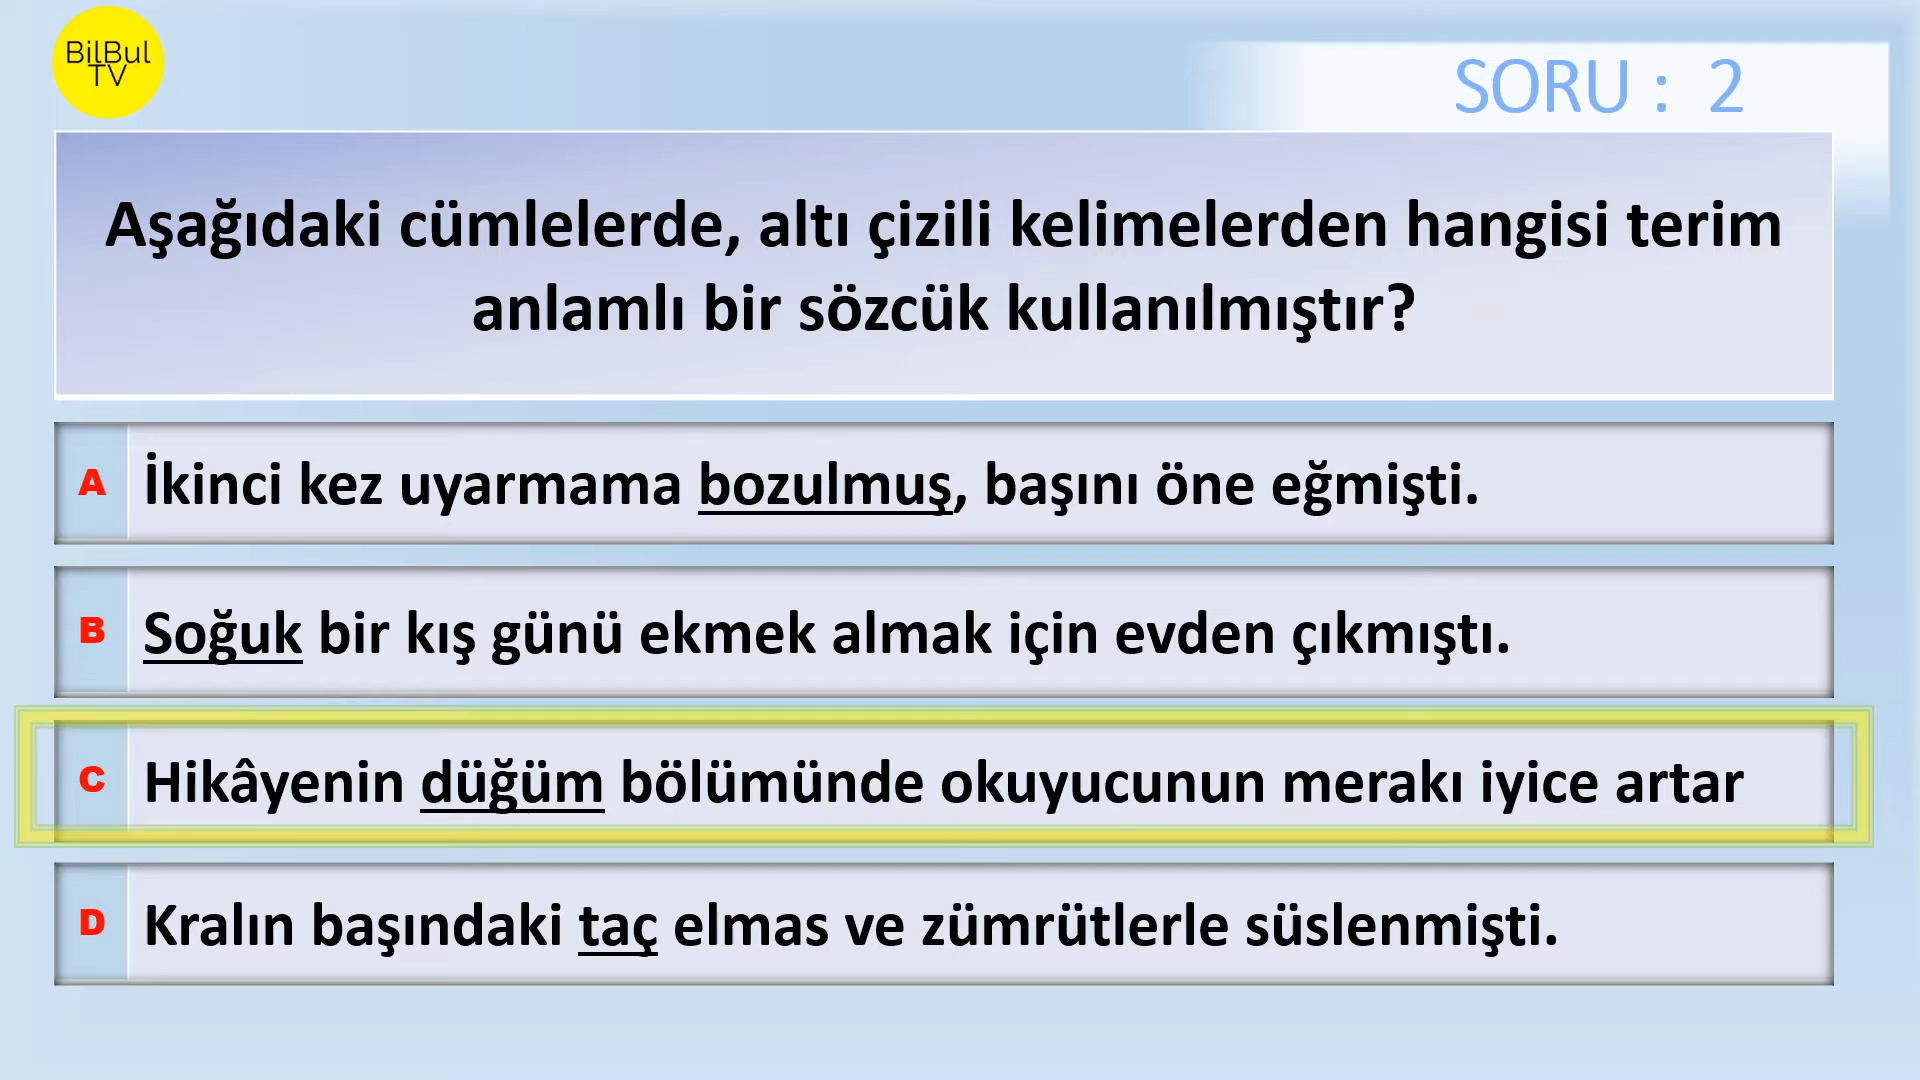 BilBul
TV
SORU : 2
Aşağıdaki cümlelerde, altı çizili kelimelerden hangisi terim
anlamlı bir sözcük kullanılmıştır?
A İkinci kez uyarmama bozulmuş, başını öne eğmişti.
B Soğuk bir kış günü ekmek almak için evden çıkmıştı.
C Hikâyenin düğüm bölümünde okuyucunun merakı iyice artar
D Kralın başındaki taç elmas ve zümrütlerle süslenmişti.